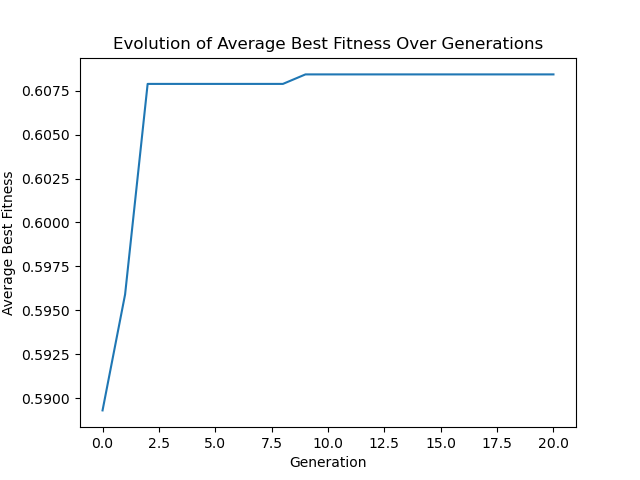 Evolution of Average Best Fitness Over Generations
Average Best Fitness
0.6075
0.6050
0.6025
0.6000
0.5975
0.5950
0.5925
0.5900
0.0 2.5 5.0 7.5 10.0 12.5 15.0 17.5 20.0
Generation